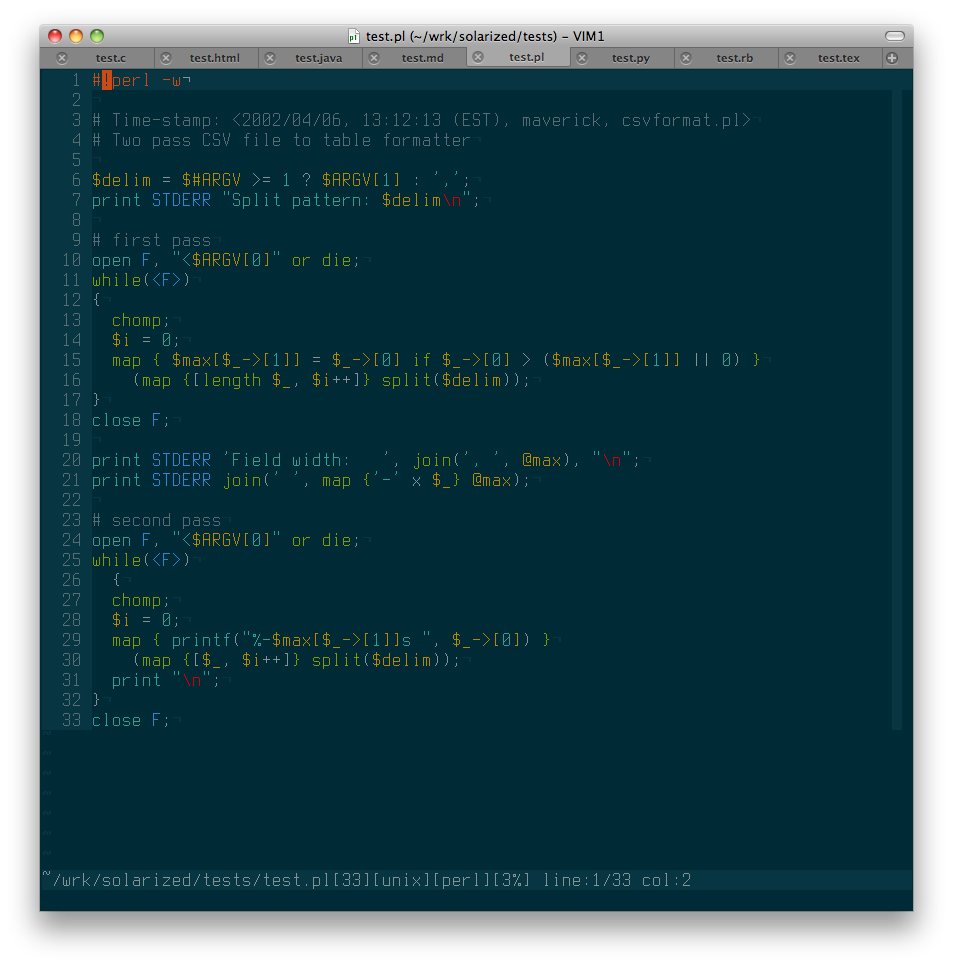 test.pl (~/wrk/solarized/tests) – VIM1
test.c test.html test.java test.md test.pl test.py test.rb test.tex
1 #!perl -w¬
2 ¬
3 # Time-stamp: <2002/04/06, 13:12:13 (EST), maverick, csvformat.pl>¬
4 # Two pass CSV file to table formatter¬
5 ¬
6 $delim = $#ARGV >= 1 ? $ARGV[1] : ',';¬
7 print STDERR "Split pattern: $delim\n";¬
8 ¬
9 # first pass¬
10 open F, "<$ARGV[0]" or die;¬
11 while(<F>)¬
12 {¬
13   chomp;¬
14   $i = 0;¬
15   map { $max[$_->[1]] = $_->[0] if $_->[0] > ($max[$_->[1]] || 0) }¬
16     (map {[length $_, $i++]} split($delim));¬
17 }¬
18 close F;¬
19 ¬
20 print STDERR 'Field width:   ', join(', ', @max), "\n";¬
21 print STDERR join(' ', map {'-' x $_} @max);¬
22 ¬
23 # second pass¬
24 open F, "<$ARGV[0]" or die;¬
25 while(<F>)¬
26   {¬
27   chomp;¬
28   $i = 0;¬
29   map { printf("%-$max[$_->[1]]s ", $_->[0]) }¬
30     (map {[$_, $i++]} split($delim));¬
31   print "\n";¬
32 }¬
33 close F;¬
~
~
~
~
~
~
~
~/wrk/solarized/tests/test.pl[33][unix][perl][3%] line:1/33 col:2